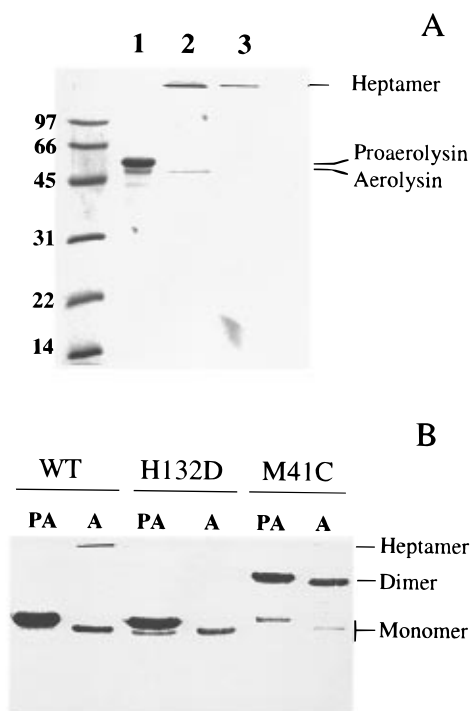 A
1 2 3
Heptamer
97
66
Proaerolysin
45
Aerolysin
31
22
14
B
WT H132D M41C
PA A PA A PA A
Heptamer
Dimer
Monomer